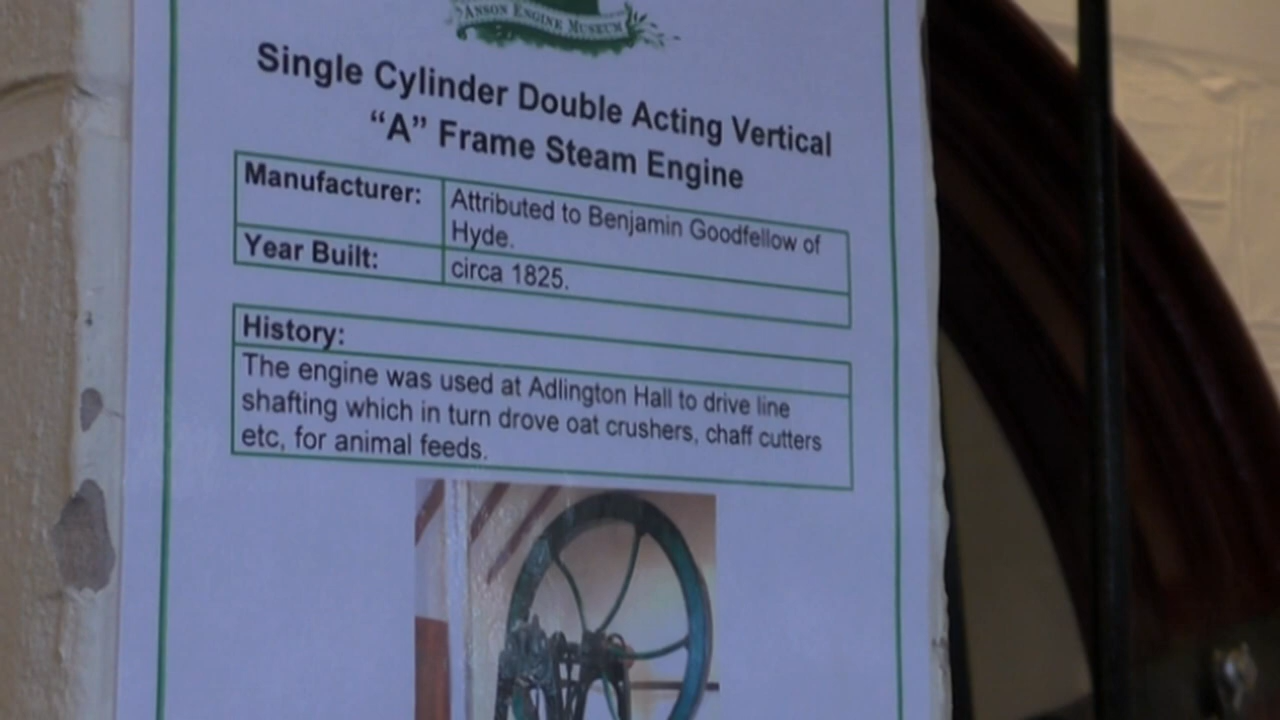 ANSON ENGINE MUSEUM
Single Cylinder Double Acting Vertical
“A” Frame Steam Engine
Manufacturer:
Attributed to Benjamin Goodfellow of
Hyde.
Year Built:
circa 1825.
History:
The engine was used at Adlington Hall to drive line
shafting which in turn drove oat crushers, chaff cutters
etc, for animal feeds.